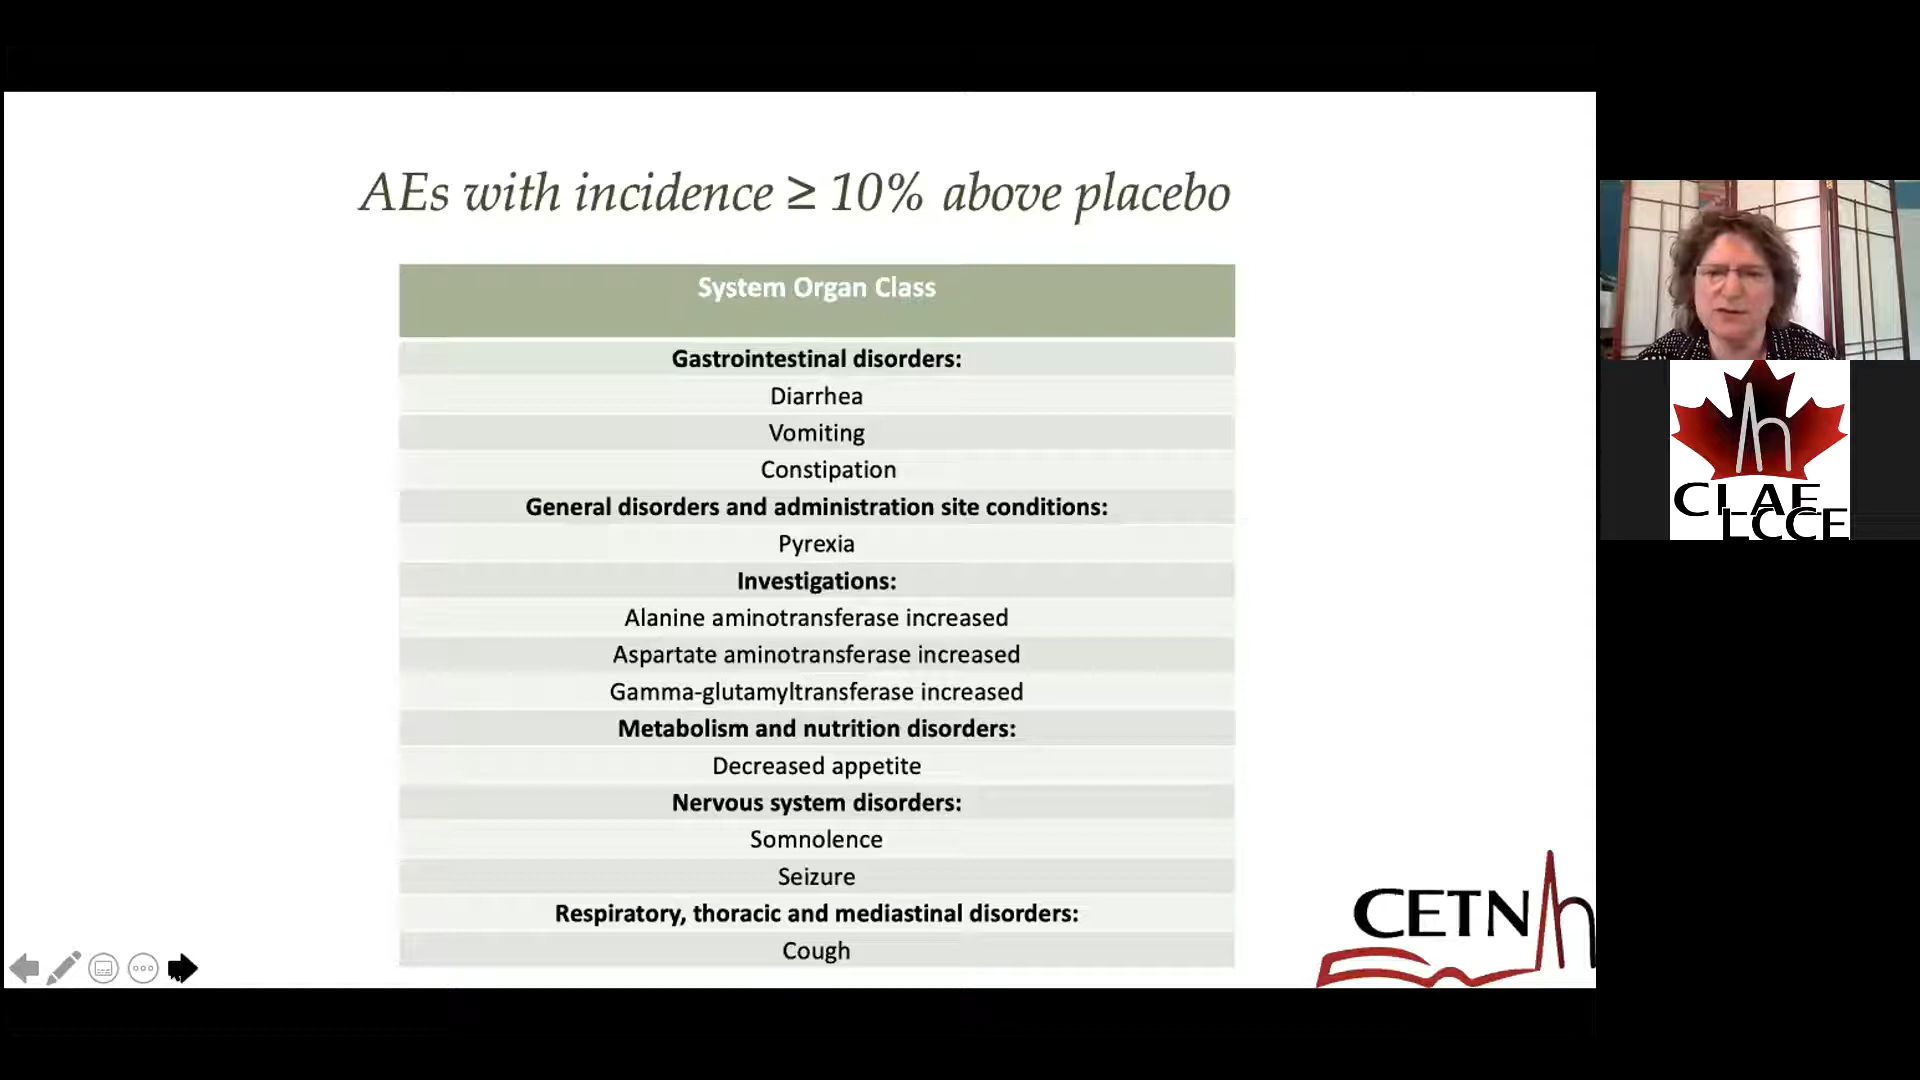 AEs with incidence ≥ 10% above placebo
System Organ Class
Gastrointestinal disorders:
Diarrhea
Vomiting
Constipation
General disorders and administration site conditions:
Pyrexia
Investigations:
Alanine aminotransferase increased
Aspartate aminotransferase increased
Gamma-glutamyltransferase increased
Metabolism and nutrition disorders:
Decreased appetite
Nervous system disorders:
Somnolence
Seizure
Respiratory, thoracic and mediastinal disorders:
Cough
CETN
CLAE
LCCE